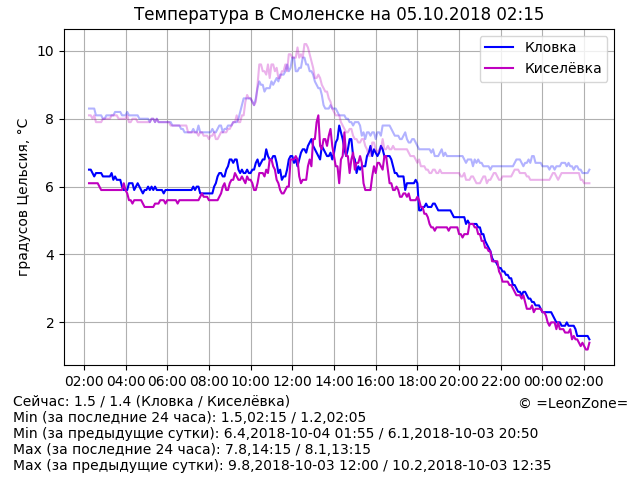 Температура в Смоленске на 05.10.2018 02:15
градусов Цельсия, °C
10
8
6
4
2
Кловка
Киселёвка
02:00 04:00 06:00 08:00 10:00 12:00 14:00 16:00 18:00 20:00 22:00 00:00 02:00
Сейчас: 1.5 / 1.4 (Кловка / Киселёвка)
© =LeonZone=
Min (за последние 24 часа): 1.5,02:15 / 1.2,02:05
Min (за предыдущие сутки): 6.4,2018-10-04 01:55 / 6.1,2018-10-03 20:50
Max (за последние 24 часа): 7.8,14:15 / 8.1,13:15
Max (за предыдущие сутки): 9.8,2018-10-03 12:00 / 10.2,2018-10-03 12:35